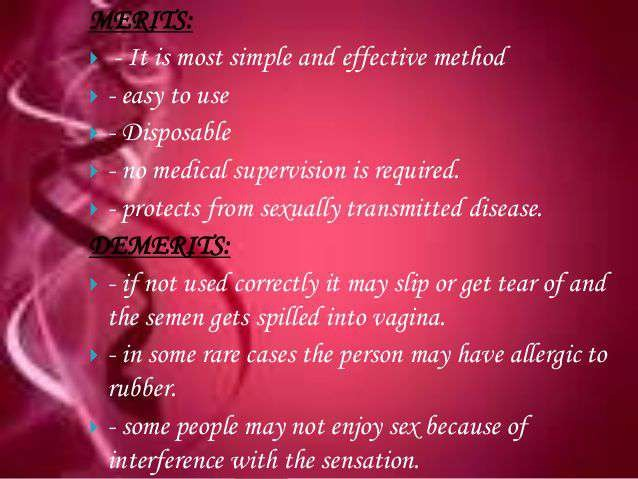 MERITS:
- It is most simple and effective method
- easy to use
- Disposable
- no medical supervision is required.
- protects from sexually transmitted disease.
DEMERITS:
- if not used correctly it may slip or get tear of and
the semen gets spilled into vagina.
- in some rare cases the person may have allergic to
rubber.
- some people may not enjoy sex because of
interference with the sensation.